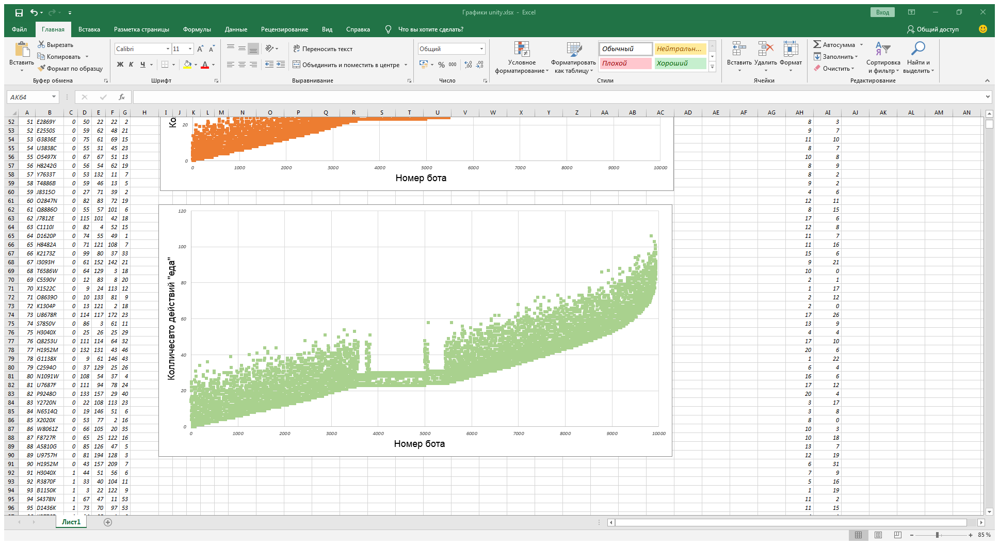 Графики unity.xlsx - Excel
Вход
Файл Главная Вставка Разметка страницы Формулы Данные Рецензирование Вид Справка Что вы хотите сделать? Общий доступ
Вставить
Вырезать
Копировать
Формат по образцу
Буфер обмена
Calibri 11
Ж К Ч
Шрифт
Переносить текст
Объединить и поместить в центре
Выравнивание
Общий
% 000
Число
Условное форматирование
Форматировать как таблицу
Обычный Нейтральн...
Плохой Хороший
Стили
Вставить Удалить Формат
Ячейки
Автосумма
Заполнить
Очистить
Сортировка и фильтр
Найти и выделить
Редактирование
AK64
fx
A B C D E F G H I J K L M N O P Q R S T U V W X Y Z AA AB AC AD AE AF AG AH AI AJ AK AL AM AN
52 51 E2869Y 0 50 22 22 2 8 3
53 52 E2550S 0 59 62 48 21 9 7
54 53 G3836E 0 75 61 69 15 11 10
55 54 U3838C 0 55 31 45 23 8 7
56 55 O5497X 0 67 67 51 13 10 8
57 56 H8242G 0 56 54 62 19 8 9
58 57 Y7633T 0 53 132 11 7 8 2
59 58 T4886B 0 59 46 13 5 9 2
60 59 J8315O 0 27 71 39 2 4 6
61 60 O2847N 0 82 83 72 19 12 11
62 61 Q8886O 0 55 57 101 6 8 15
63 62 J7812E 0 115 101 42 18 17 6
64 63 C1110I 0 82 4 52 15 12 8
65 64 D1620P 0 74 55 49 1 11 7
66 65 H8482A 0 71 121 108 7 11 16
67 66 K2173Z 0 99 80 37 33 15 6
68 67 I3093H 0 61 152 142 21 9 21
69 68 T6586W 0 64 129 3 18 10 0
70 69 C5590V 0 12 83 8 20 2 1
71 70 X1522C 0 9 24 113 12 1 17
72 71 O8639O 0 10 133 81 9 2 12
73 72 K1304P 0 13 121 2 18 2 0
74 73 U8678R 0 114 117 172 23 17 26
75 74 S7850V 0 86 3 61 11 13 9
76 75 H3040X 0 25 26 25 29 4 4
77 76 Q8253U 0 111 114 64 32 17 10
78 77 H1952M 0 132 131 43 46 20 6
79 78 G1138X 0 9 61 146 43 1 22
80 79 C2594O 0 37 129 25 26 6 4
81 80 N1091W 0 108 54 37 4 16 6
82 81 U7687F 0 111 94 78 24 17 12
83 82 P9248O 0 133 157 29 40 20 4
84 83 Y2720N 0 22 108 113 23 3 17
85 84 N6514Q 0 19 146 51 6 3 8
86 85 X2020X 0 53 77 2 16 8 0
87 86 W8061Z 0 66 105 20 35 10 3
88 87 F8727R 0 65 25 122 16 10 18
89 88 A5810G 0 85 126 47 5 13 7
90 89 U9757H 0 81 194 128 3 12 19
91 90 H1952M 0 43 157 209 7 6 31
92 91 H3040X 1 44 51 56 6 7 9
93 92 R3870F 1 33 40 104 11 5 16
94 93 B1150K 1 3 22 122 9 1 19
95 94 S4378N 1 67 47 11 53 11 2
96 95 D1436K 1 73 70 97 53 11 15
Ко
20
0
0 1000 2000 3000 4000 5000 6000 7000 8000 9000 10000
Номер бота
Колличесвто действий "еда"
120
100
80
60
40
20
0
0 1000 2000 3000 4000 5000 6000 7000 8000 9000 10000
Номер бота
Лист1
85 %